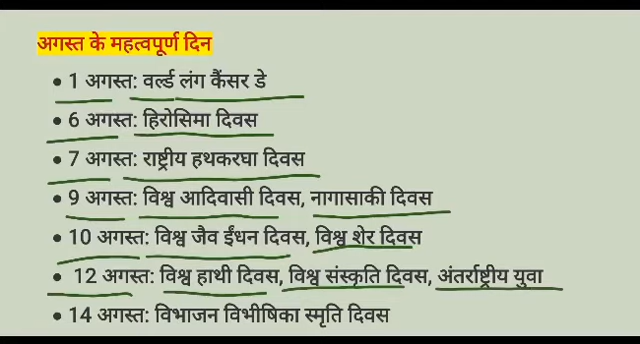 अगस्त के महत्वपूर्ण दिन
• 1 अगस्त: वर्ल्ड लंग कैंसर डे
• 6 अगस्त: हिरोसिमा दिवस
• 7 अगस्त: राष्ट्रीय हथकरघा दिवस
• 9 अगस्त: विश्व आदिवासी दिवस, नागासाकी दिवस
• 10 अगस्त: विश्व जैव ईंधन दिवस, विश्व शेर दिवस
• 12 अगस्त: विश्व हाथी दिवस, विश्व संस्कृति दिवस, अंतर्राष्ट्रीय युवा
• 14 अगस्त: विभाजन विभीषिका स्मृति दिवस